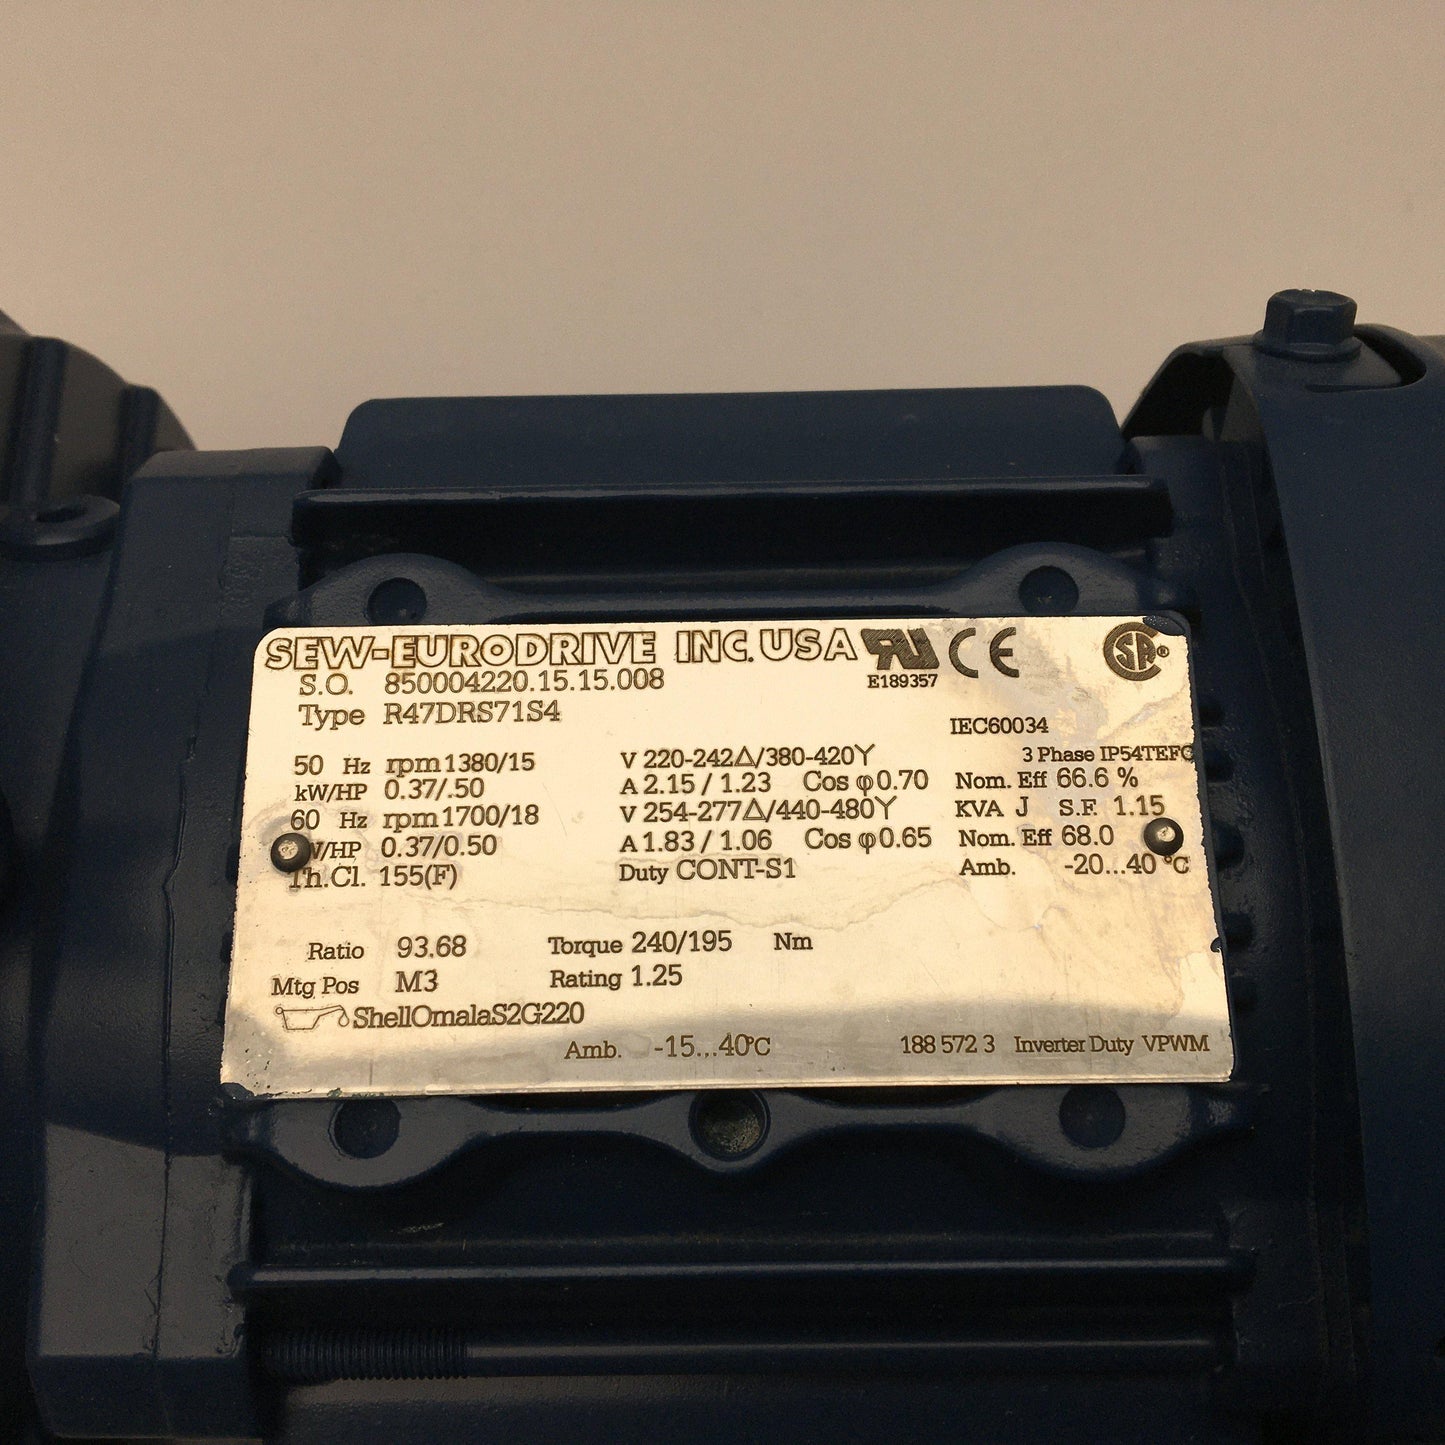 SEW-EURODRIVE INC. USA
E189357
S.O. 850004220.15.15.008
Type R47DRS71S4
IEC60034
3 Phase IP54TEFC
50 Hz rpm 1380/15 V 220-242△/380-420Y
kW/HP 0.37/.50 A 2.15 / 1.23 Cos φ 0.70 Nom. Eff 66.6 %
60 Hz rpm 1700/18 V 254-277△/440-480Y KVA J S.F. 1.15
/HP 0.37/0.50 A 1.83 / 1.06 Cos φ 0.65 Nom. Eff 68.0
Th.Cl. 155(F) Duty CONT-S1 Amb. -20...40 °C
Ratio 93.68 Torque 240/195 Nm
Mtg Pos M3 Rating 1.25
ShellOmalaS2G220
Amb. -15...40°C 188 572 3 Inverter Duty VPWM